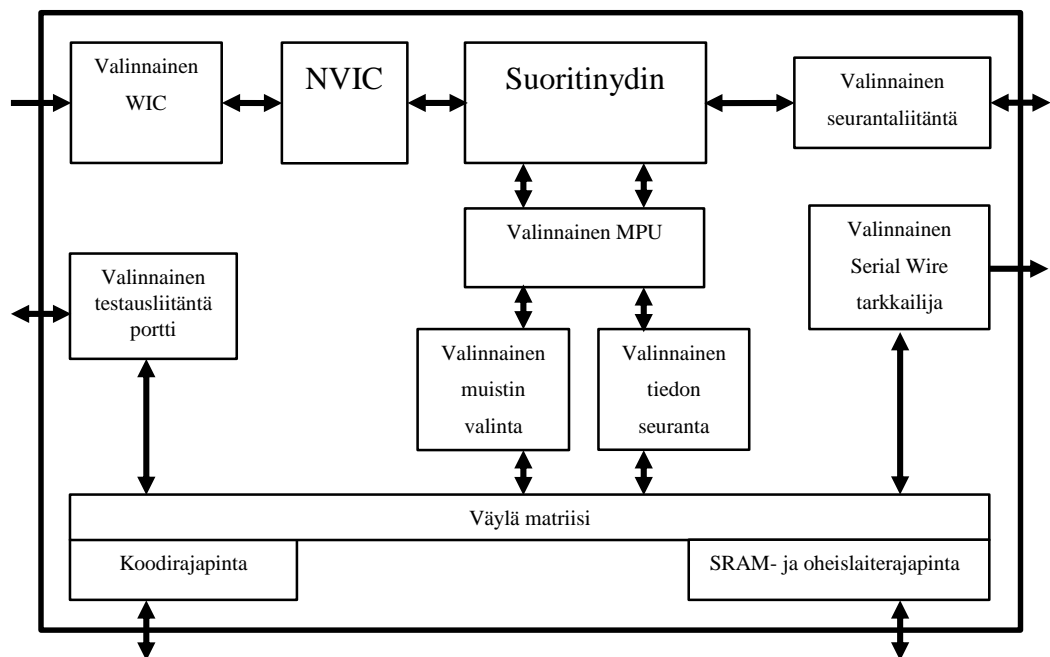 Valinnainen
WIC
NVIC
Suoritinydin
Valinnainen
seurantaliitäntä
Valinnainen MPU
Valinnainen
Serial Wire
tarkkailija
Valinnainen
testausliitäntä
portti
Valinnainen
muistin
valinta
Valinnainen
tiedon
seuranta
Väylä matriisi
Koodirajapinta
SRAM- ja oheislaiterajapinta